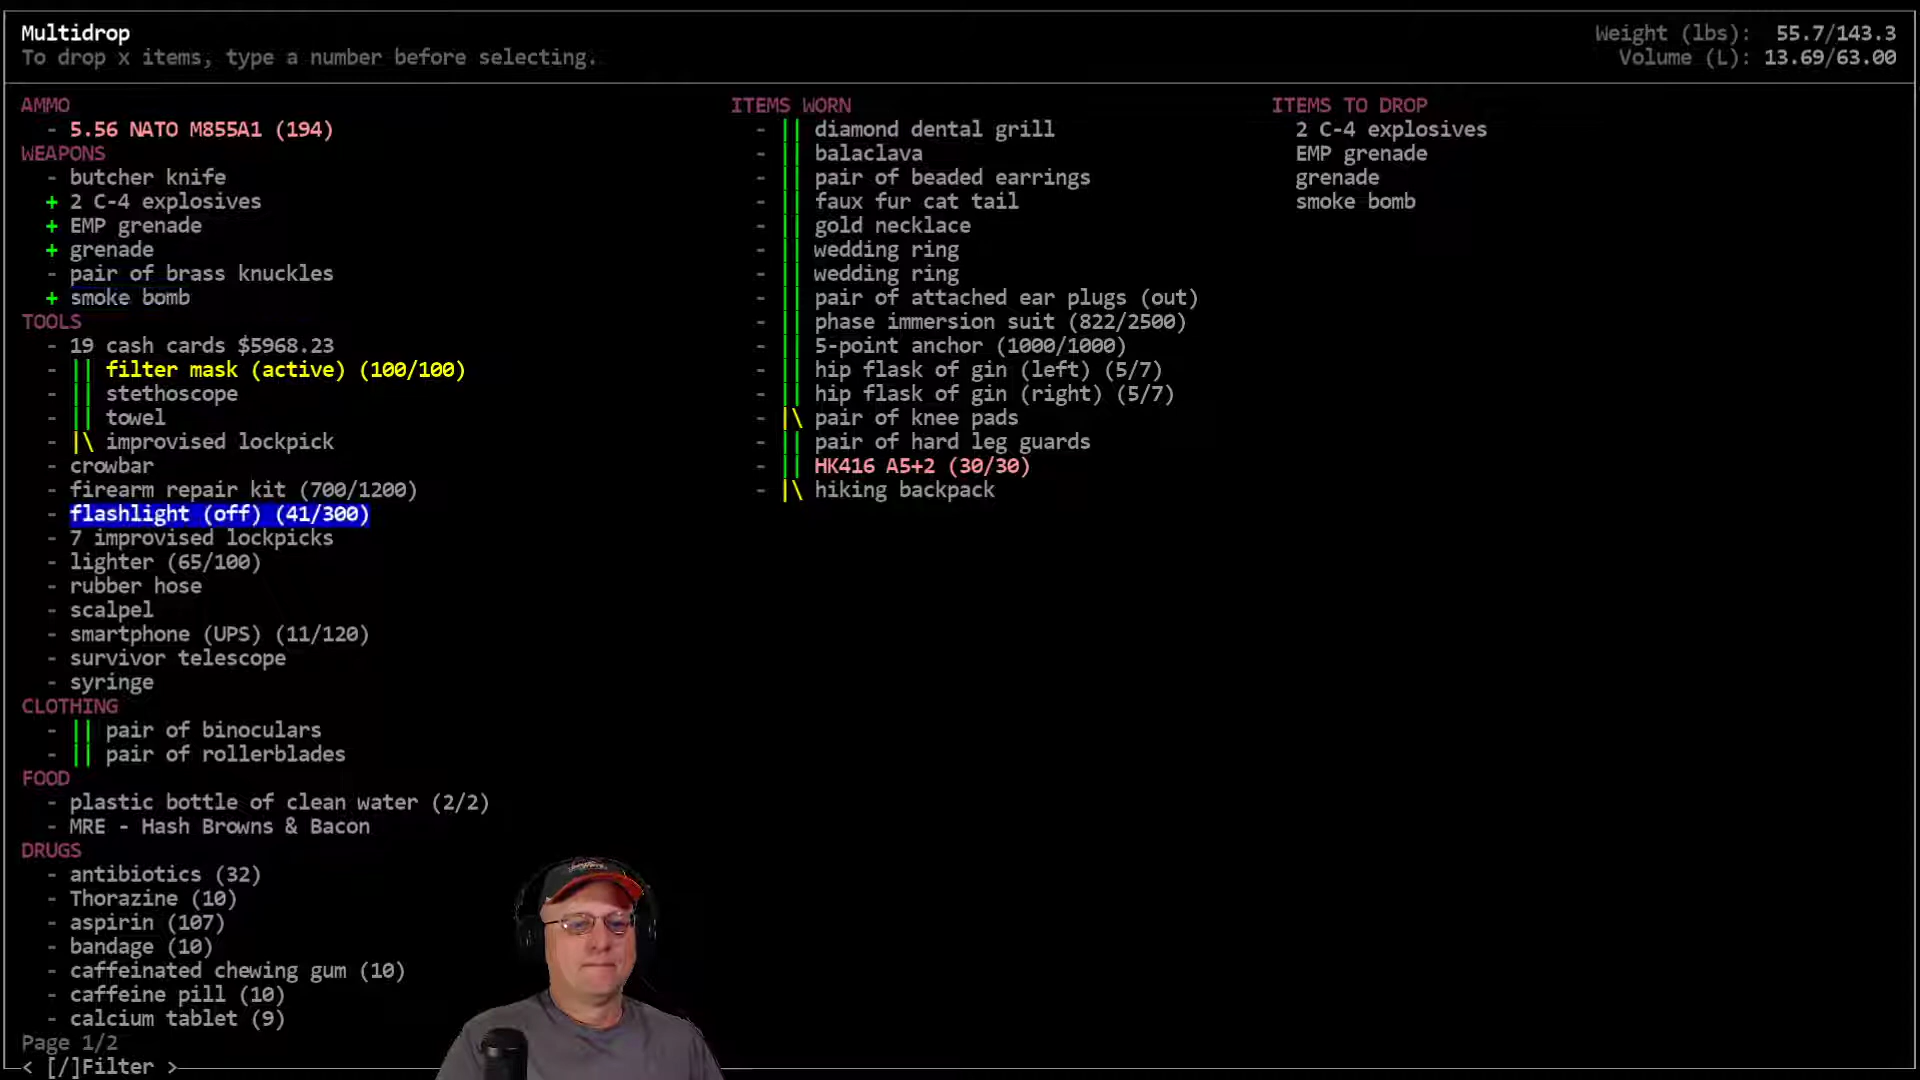 Multidrop
To drop x items, type a number before selecting.
Weight (lbs): 55.7/143.3
Volume (L): 13.69/63.00
AMMO
- 5.56 NATO M855A1 (194)
WEAPONS
- butcher knife
+ 2 C-4 explosives
+ EMP grenade
+ grenade
- pair of brass knuckles
+ smoke bomb
TOOLS
- 19 cash cards $5968.23
- || filter mask (active) (100/100)
- || stethoscope
- || towel
- |\ improvised lockpick
- crowbar
- firearm repair kit (700/1200)
- flashlight (off) (41/300)
- 7 improvised lockpicks
- lighter (65/100)
- rubber hose
- scalpel
- smartphone (UPS) (11/120)
- survivor telescope
- syringe
CLOTHING
- || pair of binoculars
- || pair of rollerblades
FOOD
- plastic bottle of clean water (2/2)
- MRE - Hash Browns & Bacon
DRUGS
- antibiotics (32)
- Thorazine (10)
- aspirin (107)
- bandage (10)
- caffeinated chewing gum (10)
- caffeine pill (10)
- calcium tablet (9)
Page 1/2
< [/]Filter >
ITEMS WORN
- || diamond dental grill
- || balaclava
- || pair of beaded earrings
- || faux fur cat tail
- || gold necklace
- || wedding ring
- || wedding ring
- || pair of attached ear plugs (out)
- || phase immersion suit (822/2500)
- || 5-point anchor (1000/1000)
- || hip flask of gin (left) (5/7)
- || hip flask of gin (right) (5/7)
- |\ pair of knee pads
- || pair of hard leg guards
- || HK416 A5+2 (30/30)
- |\ hiking backpack
ITEMS TO DROP
2 C-4 explosives
EMP grenade
grenade
smoke bomb